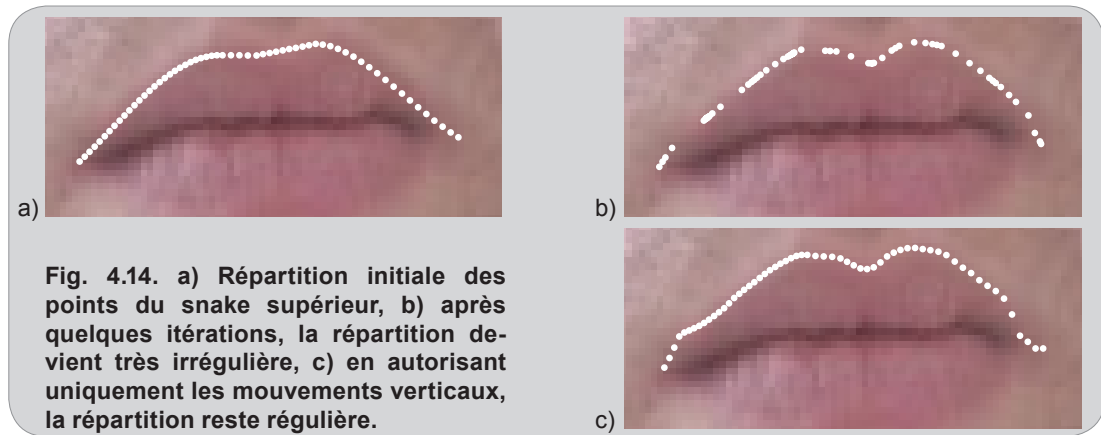 a)
b)
Fig. 4.14. a) Répartition initiale des
points du snake supérieur, b) après
quelques itérations, la répartition de-
vient très irrégulière, c) en autorisant
uniquement les mouvements verticaux,
la répartition reste régulière.
c)